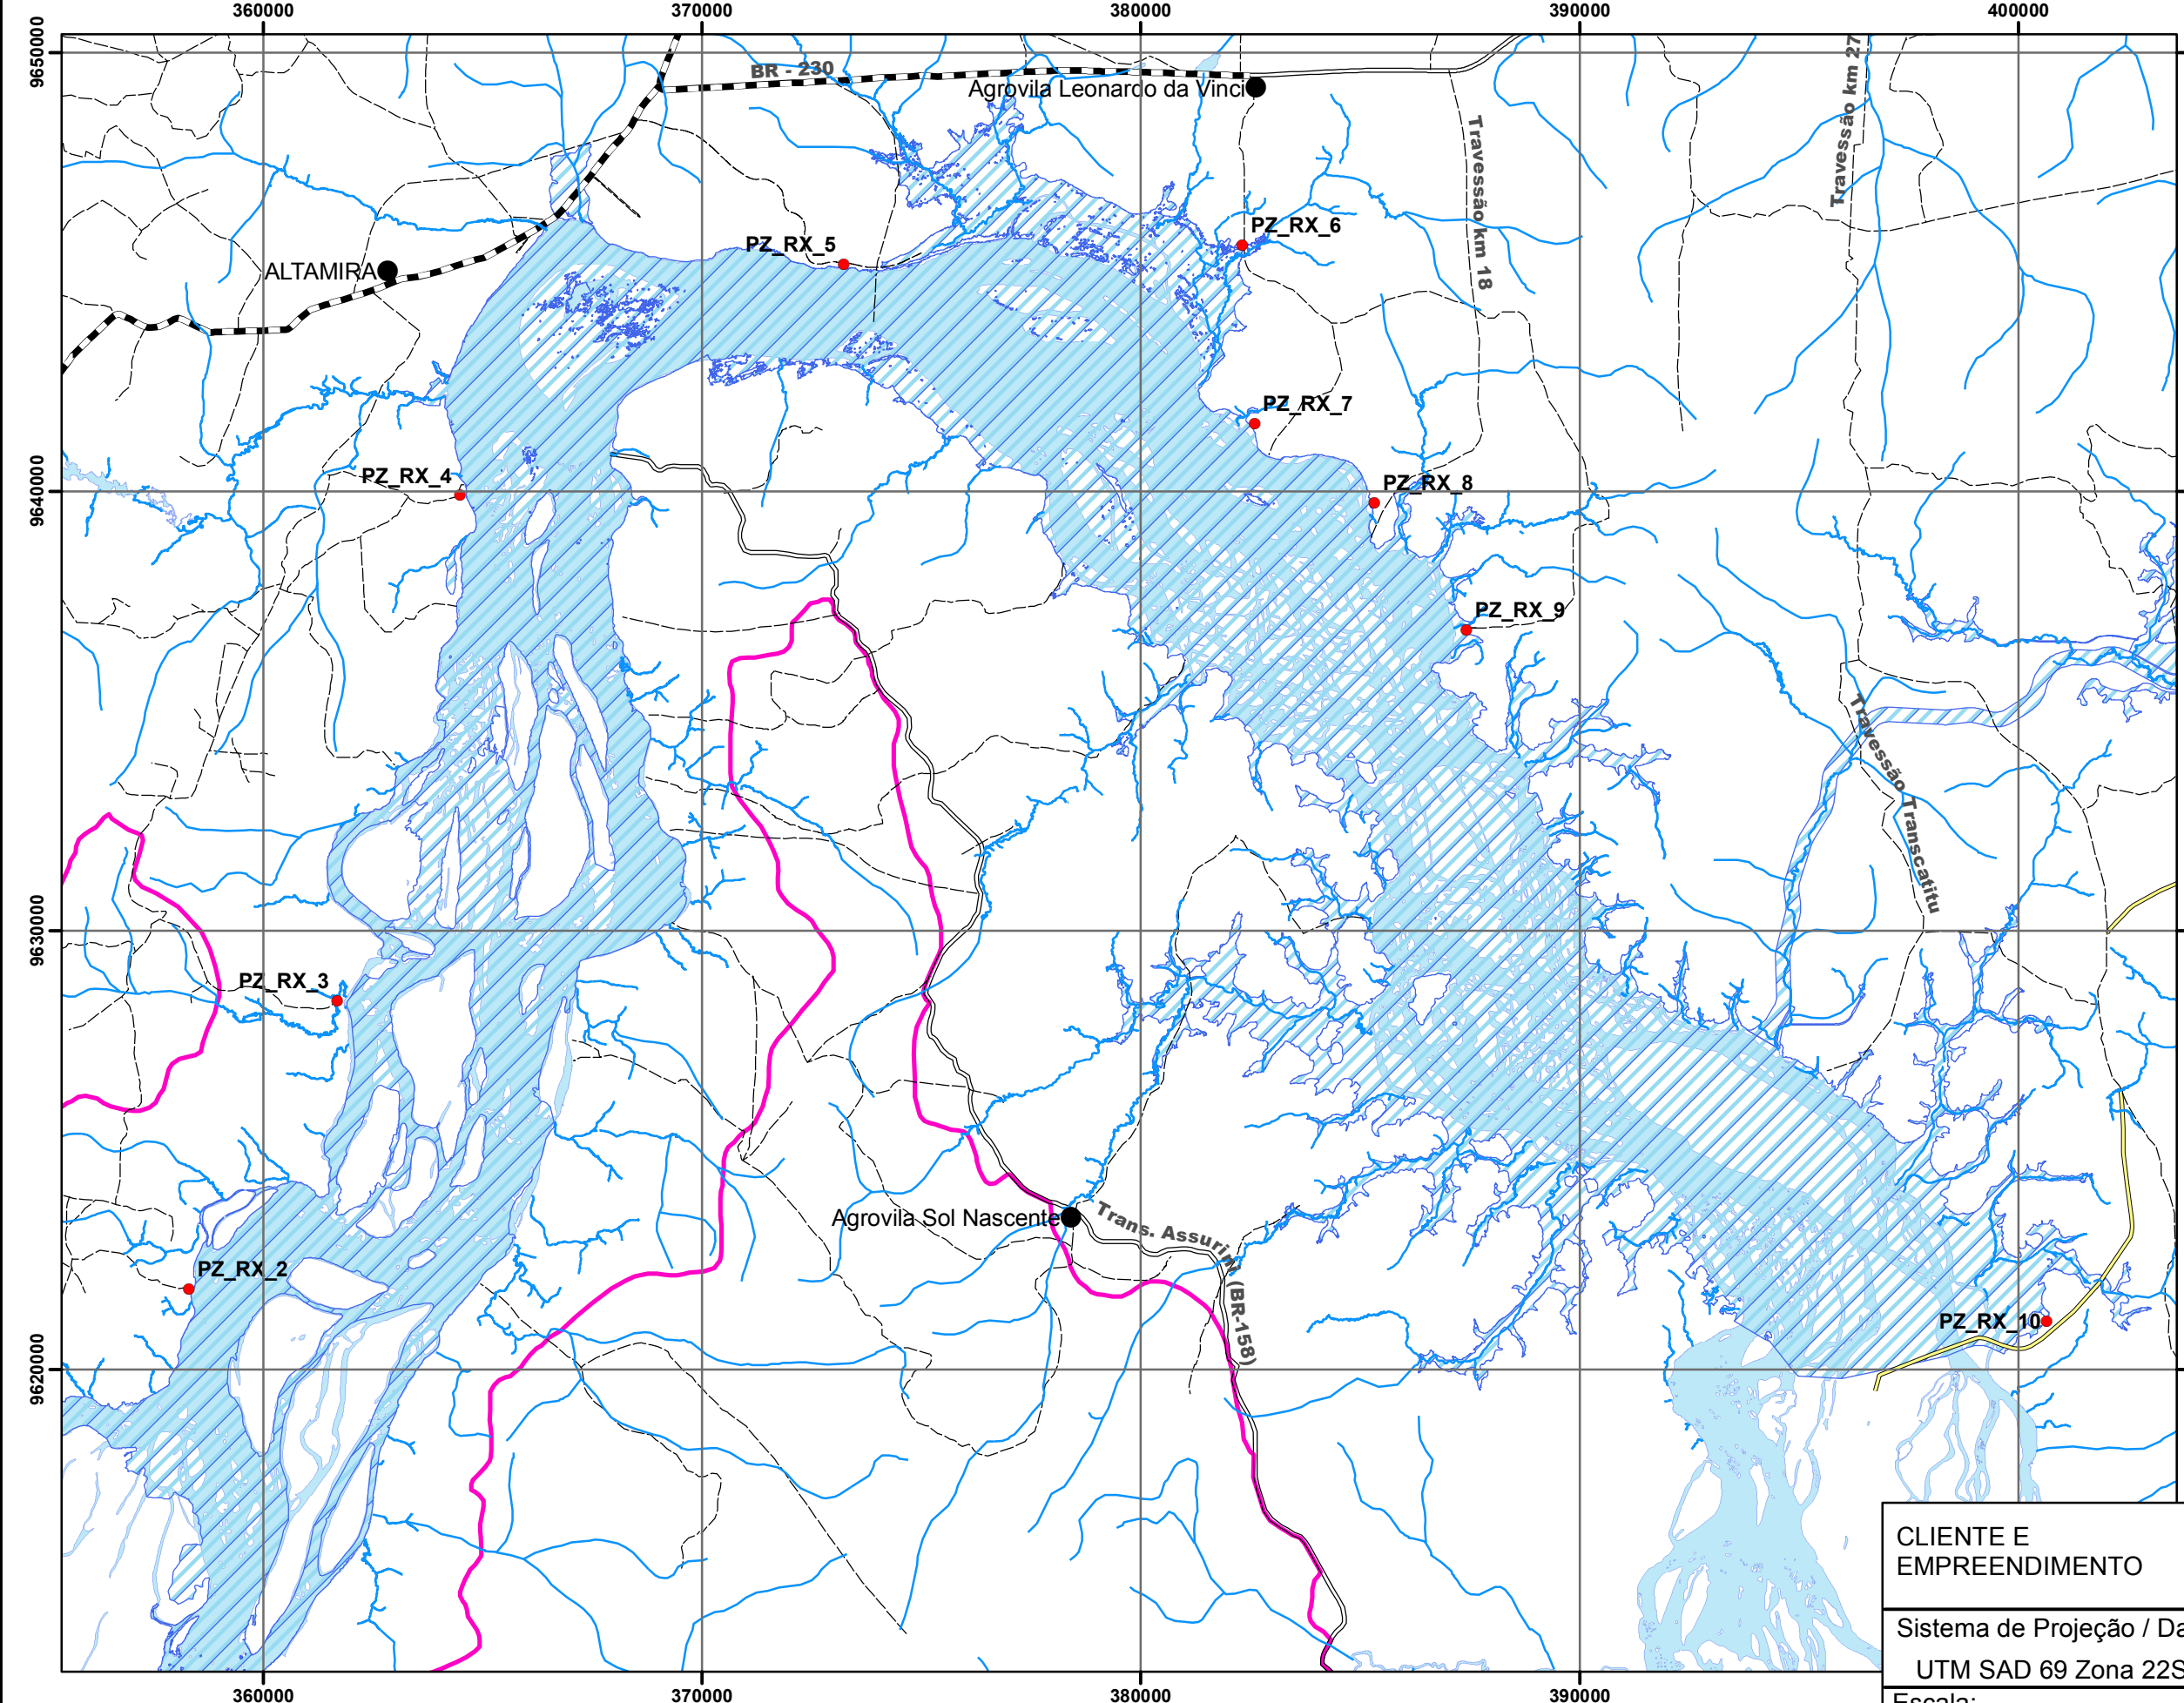 360000
370000
380000
390000
400000
9650000
BR - 230
Agrovila Leonardo da Vinci
Travessão km 27
Travessão km 18
PZ_RX_5
PZ_RX_6
ALTAMIRA
PZ_RX_7
PZ_RX_4
PZ_RX_8
9640000
PZ_RX_9
Travessão Transcatitu
9630000
PZ_RX_3
Agrovila Sol Nascente
Trans. Assurini (BR-158)
PZ_RX_2
PZ_RX_10
9620000
CLIENTE E
EMPREENDIMENTO
Sistema de Projeção / Da
UTM SAD 69 Zona 22S
Escala:
360000
370000
380000
390000